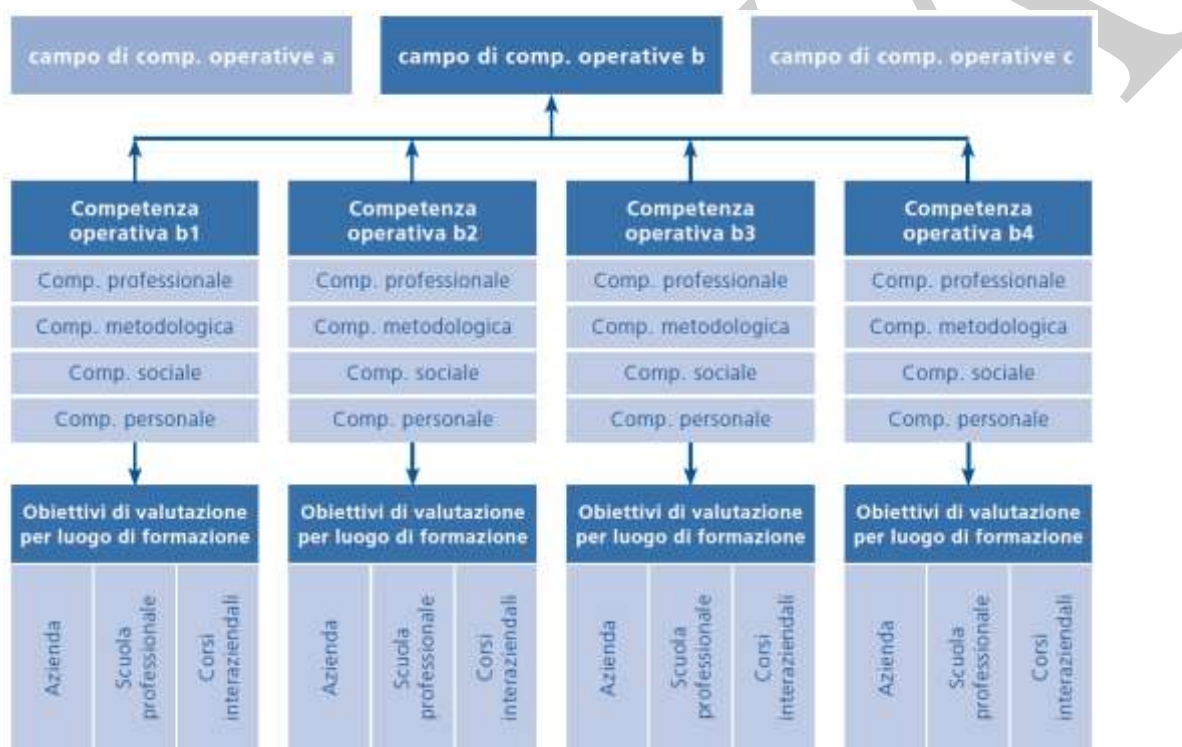 campo di comp. operative a
campo di comp. operative b
campo di comp. operative c
Competenza
operativa b1
Competenza
operativa b2
Competenza
operativa b3
Competenza
operativa b4
Comp. professionale
Comp. professionale
Comp. professionale
Comp. professionale
Comp. metodologica
Comp. metodologica
Comp. metodologica
Comp. metodologica
Comp. sociale
Comp. sociale
Comp. sociale
Comp. sociale
Comp. personale
Comp. personale
Comp. personale
Comp. personale
Obiettivi di valutazione
per luogo di formazione
Obiettivi di valutazione
per luogo di formazione
Obiettivi di valutazione
per luogo di formazione
Obiettivi di valutazione
per luogo di formazione
Azienda
Scuola
professionale
Corsi
interaziendali
Azienda
Scuola
professionale
Corsi
interaziendali
Azienda
Scuola
professionale
Corsi
interaziendali
Azienda
Scuola
professionale
Corsi
interaziendali